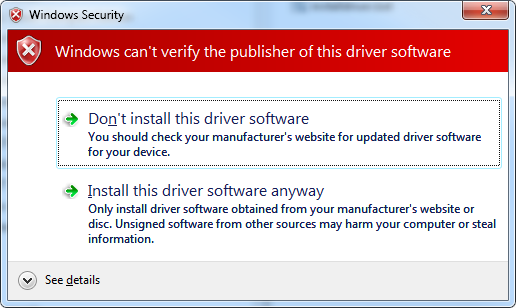 Windows Security
Windows can't verify the publisher of this driver software
Don't install this driver software
You should check your manufacturer's website for updated driver software
for your device.
Install this driver software anyway
Only install driver software obtained from your manufacturer's website or
disc. Unsigned software from other sources may harm your computer or steal
information.
See details